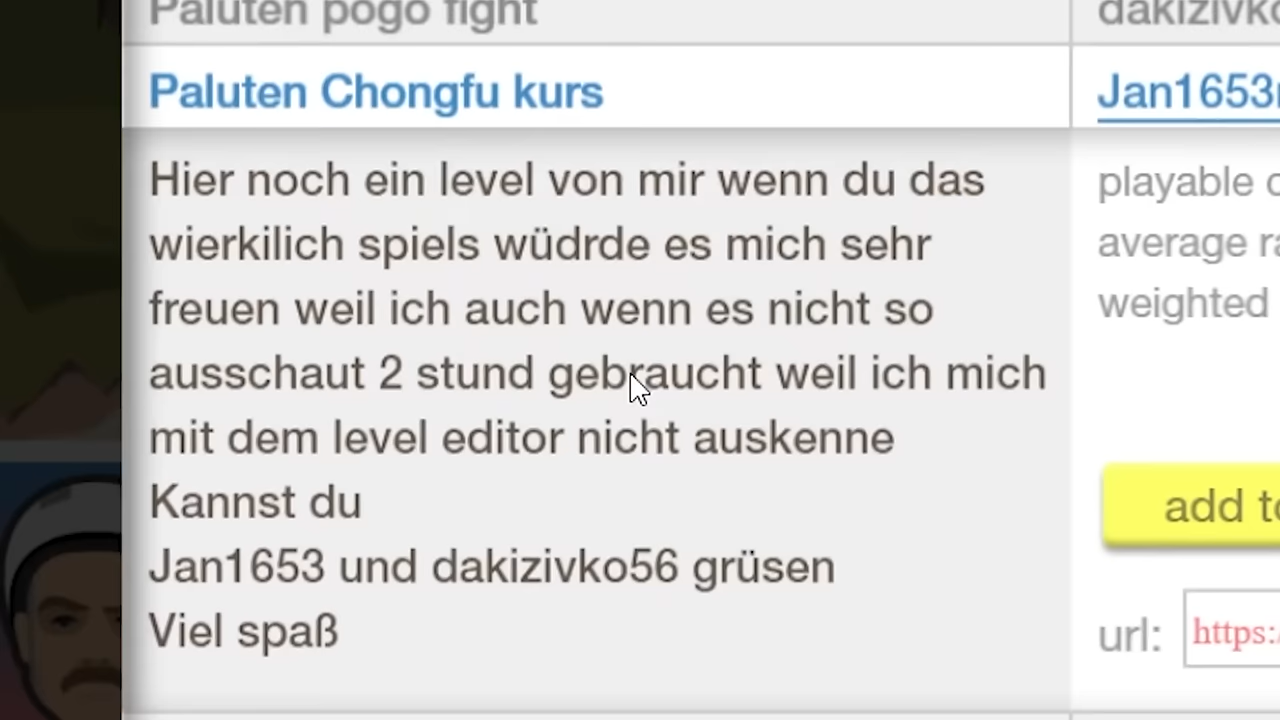 Paluten pogo fight
dakizivko
Paluten Chongfu kurs
Jan1653
Hier noch ein level von mir wenn du das
wierkilich spiels wüdrde es mich sehr
freuen weil ich auch wenn es nicht so
ausschaut 2 stund gebraucht weil ich mich
mit dem level editor nicht auskenne
Kannst du
Jan1653 und dakizivko56 grüsen
Viel spaß
playable
average
weighted
add to
url: https:/